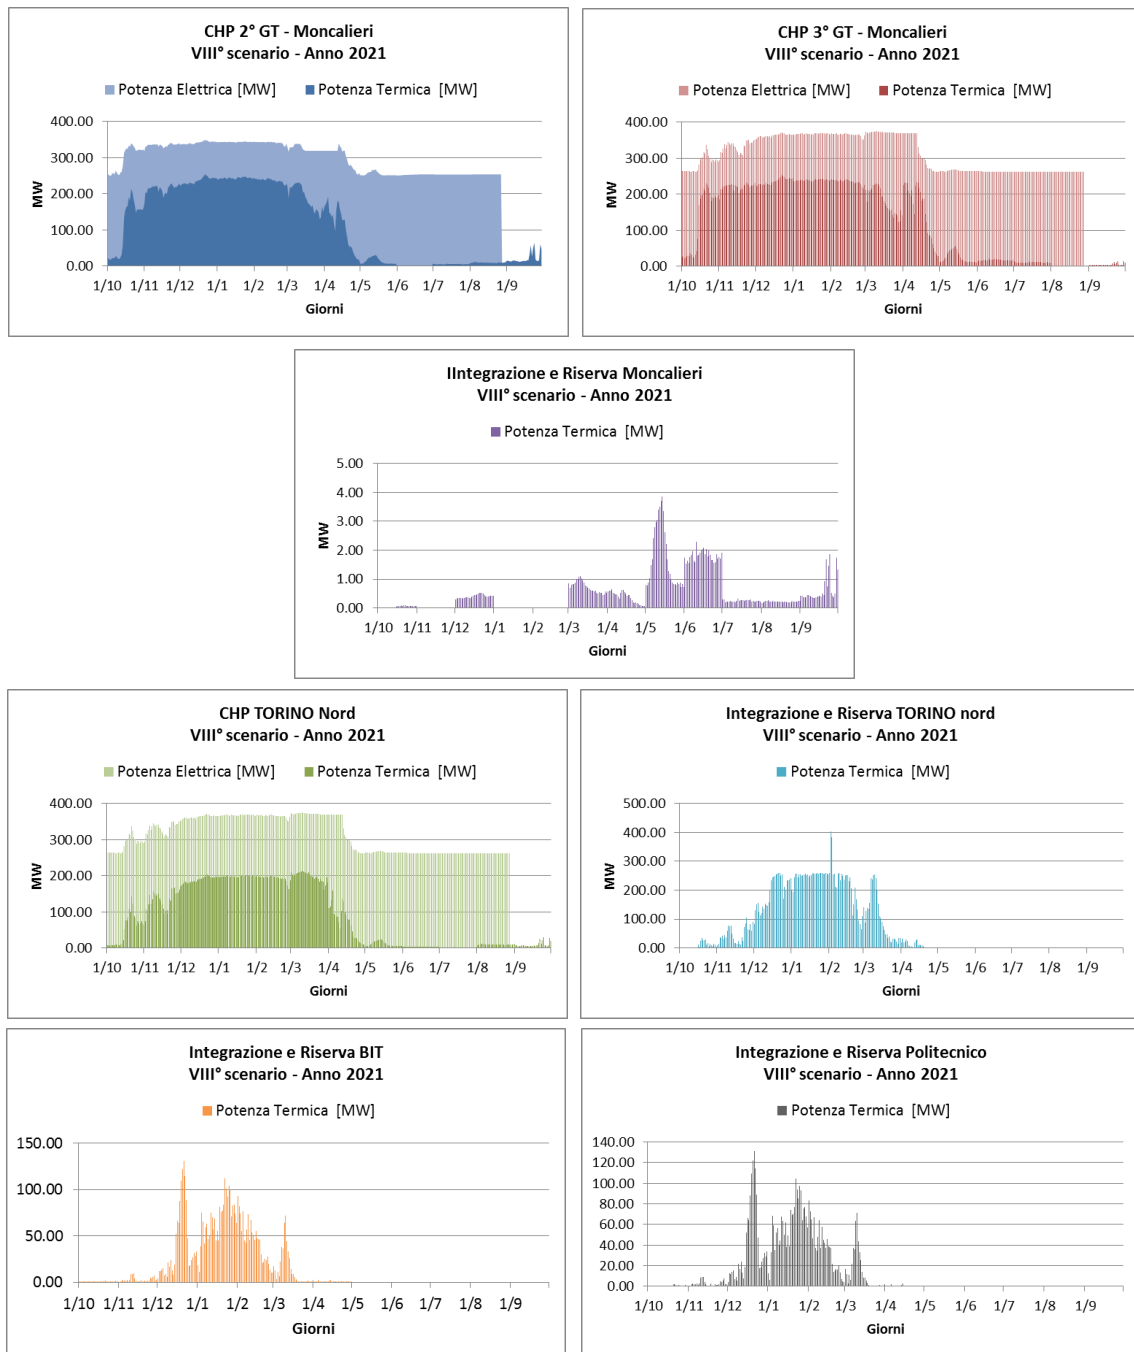 CHP 2° GT - Moncalieri
VIII° scenario - Anno 2021
Potenza Elettrica [MW] Potenza Termica [MW]
400.00
300.00
200.00
100.00
0.00
MW
1/10 1/11 1/12 1/1 1/2 1/3 1/4 1/5 1/6 1/7 1/8 1/9
Giorni
CHP 3° GT - Moncalieri
VIII° scenario - Anno 2021
Potenza Elettrica [MW] Potenza Termica [MW]
400.00
300.00
200.00
100.00
0.00
MW
1/10 1/11 1/12 1/1 1/2 1/3 1/4 1/5 1/6 1/7 1/8 1/9
Giorni
IIntegrazione e Riserva Moncalieri
VIII° scenario - Anno 2021
Potenza Termica [MW]
5.00
4.00
3.00
2.00
1.00
0.00
MW
1/10 1/11 1/12 1/1 1/2 1/3 1/4 1/5 1/6 1/7 1/8 1/9
Giorni
CHP TORINO Nord
VIII° scenario - Anno 2021
Potenza Elettrica [MW] Potenza Termica [MW]
400.00
300.00
200.00
100.00
0.00
MW
1/10 1/11 1/12 1/1 1/2 1/3 1/4 1/5 1/6 1/7 1/8 1/9
Giorni
Integrazione e Riserva TORINO nord
VIII° scenario - Anno 2021
Potenza Termica [MW]
500.00
400.00
300.00
200.00
100.00
0.00
MW
1/10 1/11 1/12 1/1 1/2 1/3 1/4 1/5 1/6 1/7 1/8 1/9
Giorni
Integrazione e Riserva BIT
VIII° scenario - Anno 2021
Potenza Termica [MW]
150.00
100.00
50.00
0.00
1/10 1/11 1/12 1/1 1/2 1/3 1/4 1/5 1/6 1/7 1/8 1/9
Giorni
Integrazione e Riserva Politecnico
VIII° scenario - Anno 2021
Potenza Termica [MW]
140.00
120.00
100.00
80.00
60.00
40.00
20.00
0.00
MW
1/10 1/11 1/12 1/1 1/2 1/3 1/4 1/5 1/6 1/7 1/8 1/9
Giorni